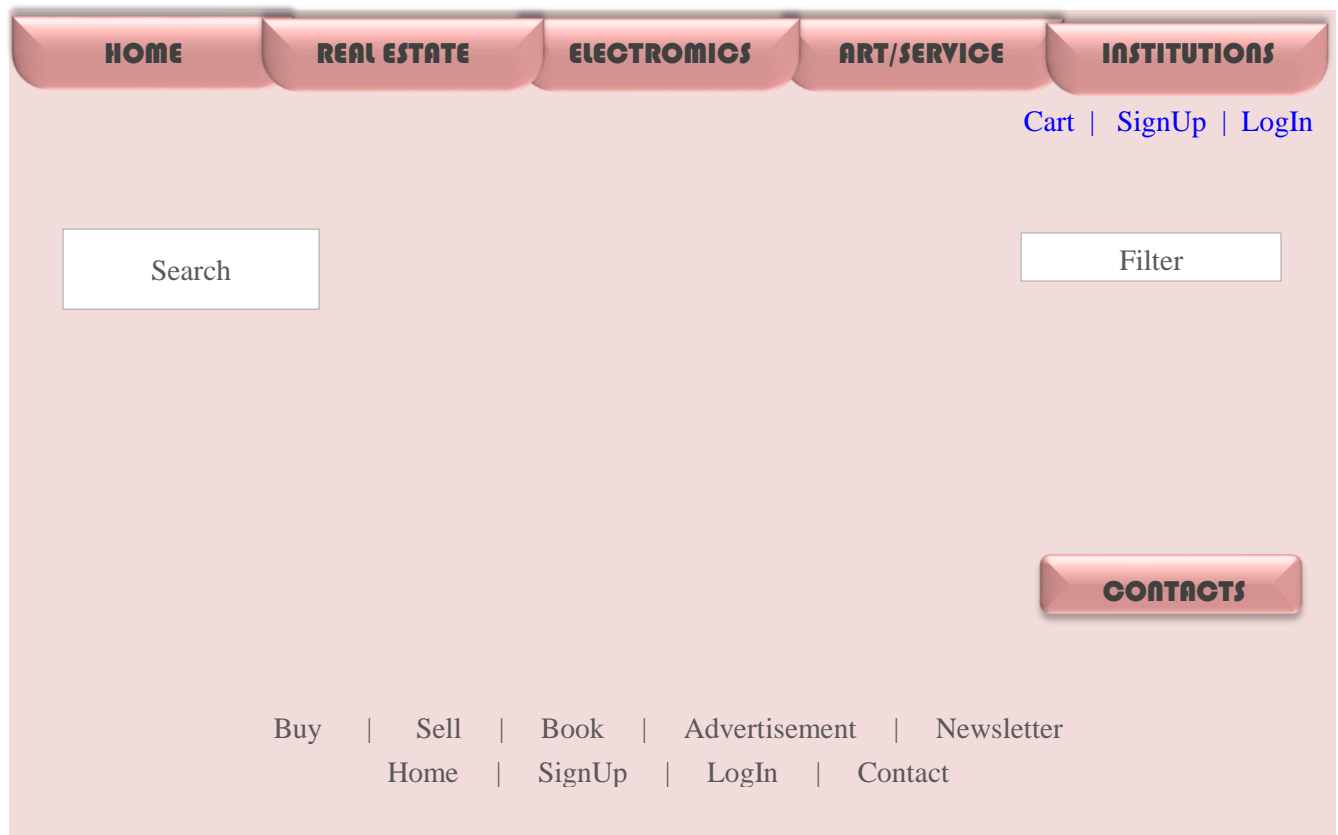 HOME REAL ESTATE ELECTROMICS ART/SERVICE INSTITUTIONS
Cart | SignUp | LogIn
Search Filter
CONTACTS
Buy | Sell | Book | Advertisement | Newsletter
Home | SignUp | LogIn | Contact